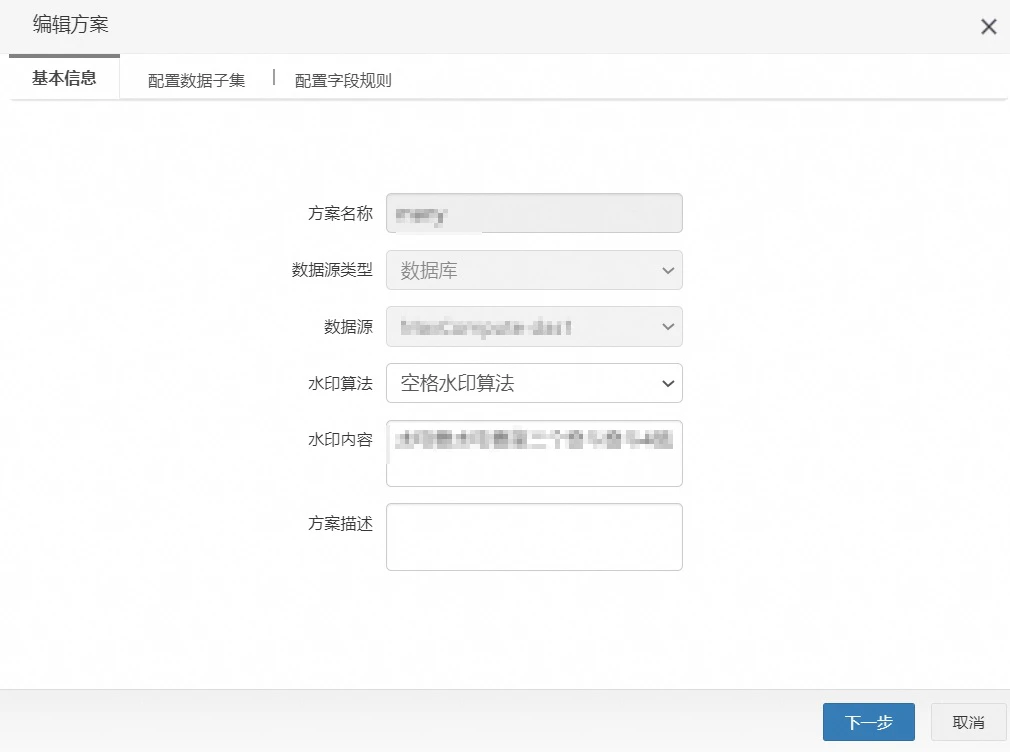 编辑方案
基本信息
配置数据子集
配置字段规则
方案名称
数据源类型
数据库
数据源
水印算法
空格水印算法
水印内容
方案描述
下一步
取消